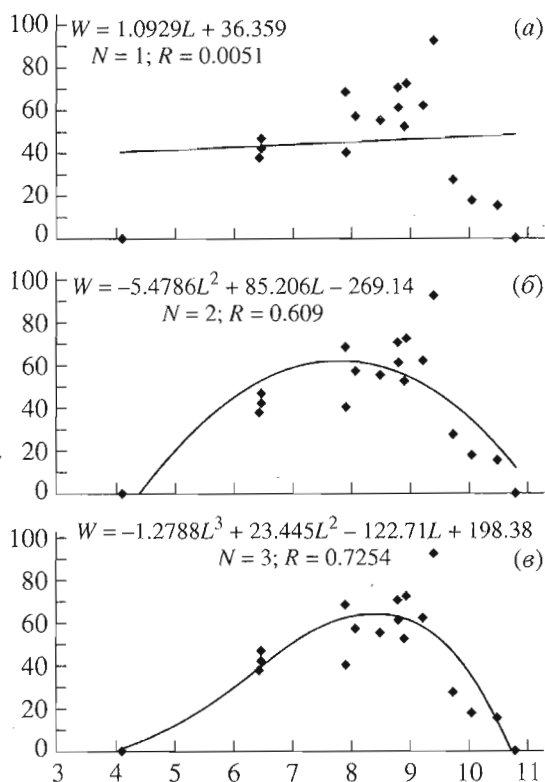 100
80
60
40
20
0
W = 1.0929L + 36.359
N = 1; R = 0.0051
(а)
100
80
60
40
20
0
W = −5.4786L² + 85.206L − 269.14
N = 2; R = 0.609
(б)
100
80
60
40
20
0
W = −1.2788L³ + 23.445L² − 122.71L + 198.38
N = 3; R = 0.7254
(в)
3 4 5 6 7 8 9 10 11